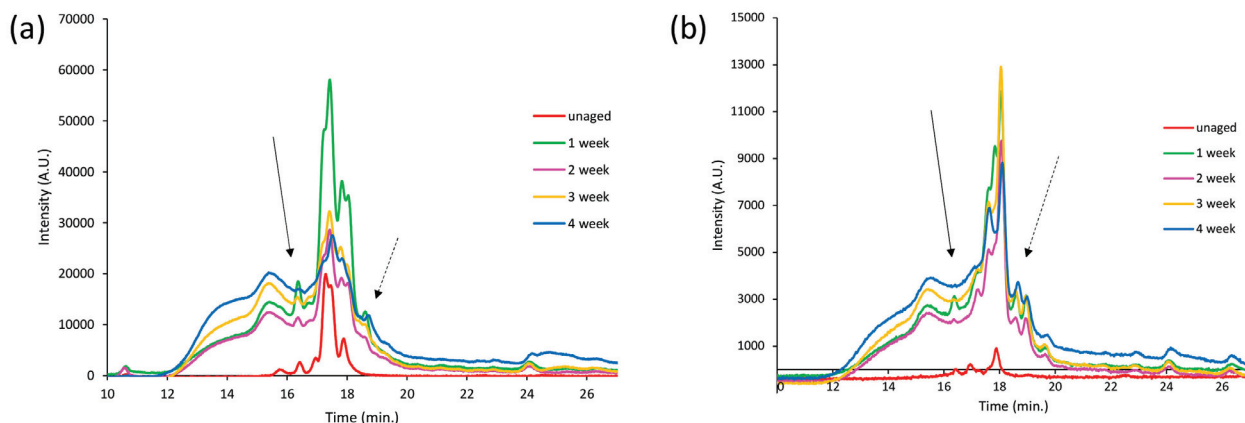 (a)
70000
60000
50000
40000
30000
20000
10000
0
Intensity (A.U.)
10 12 14 16 18 20 22 24 26
Time (min.)
unaged
1 week
2 week
3 week
4 week
(b)
15000
13000
11000
9000
7000
5000
3000
1000
Intensity (A.U.)
10 12 14 16 18 20 22 24 26
Time (min.)
unaged
1 week
2 week
3 week
4 week